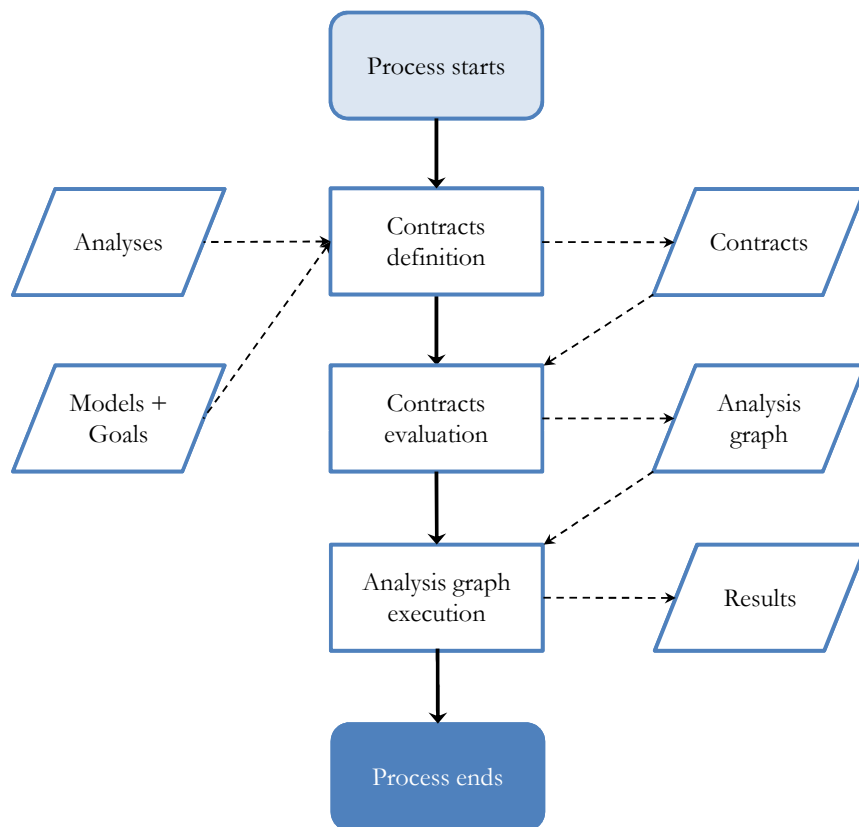 Process starts
Analyses
Contracts
definition
Contracts
Models +
Goals
Contracts
evaluation
Analysis
graph
Analysis graph
execution
Results
Process ends